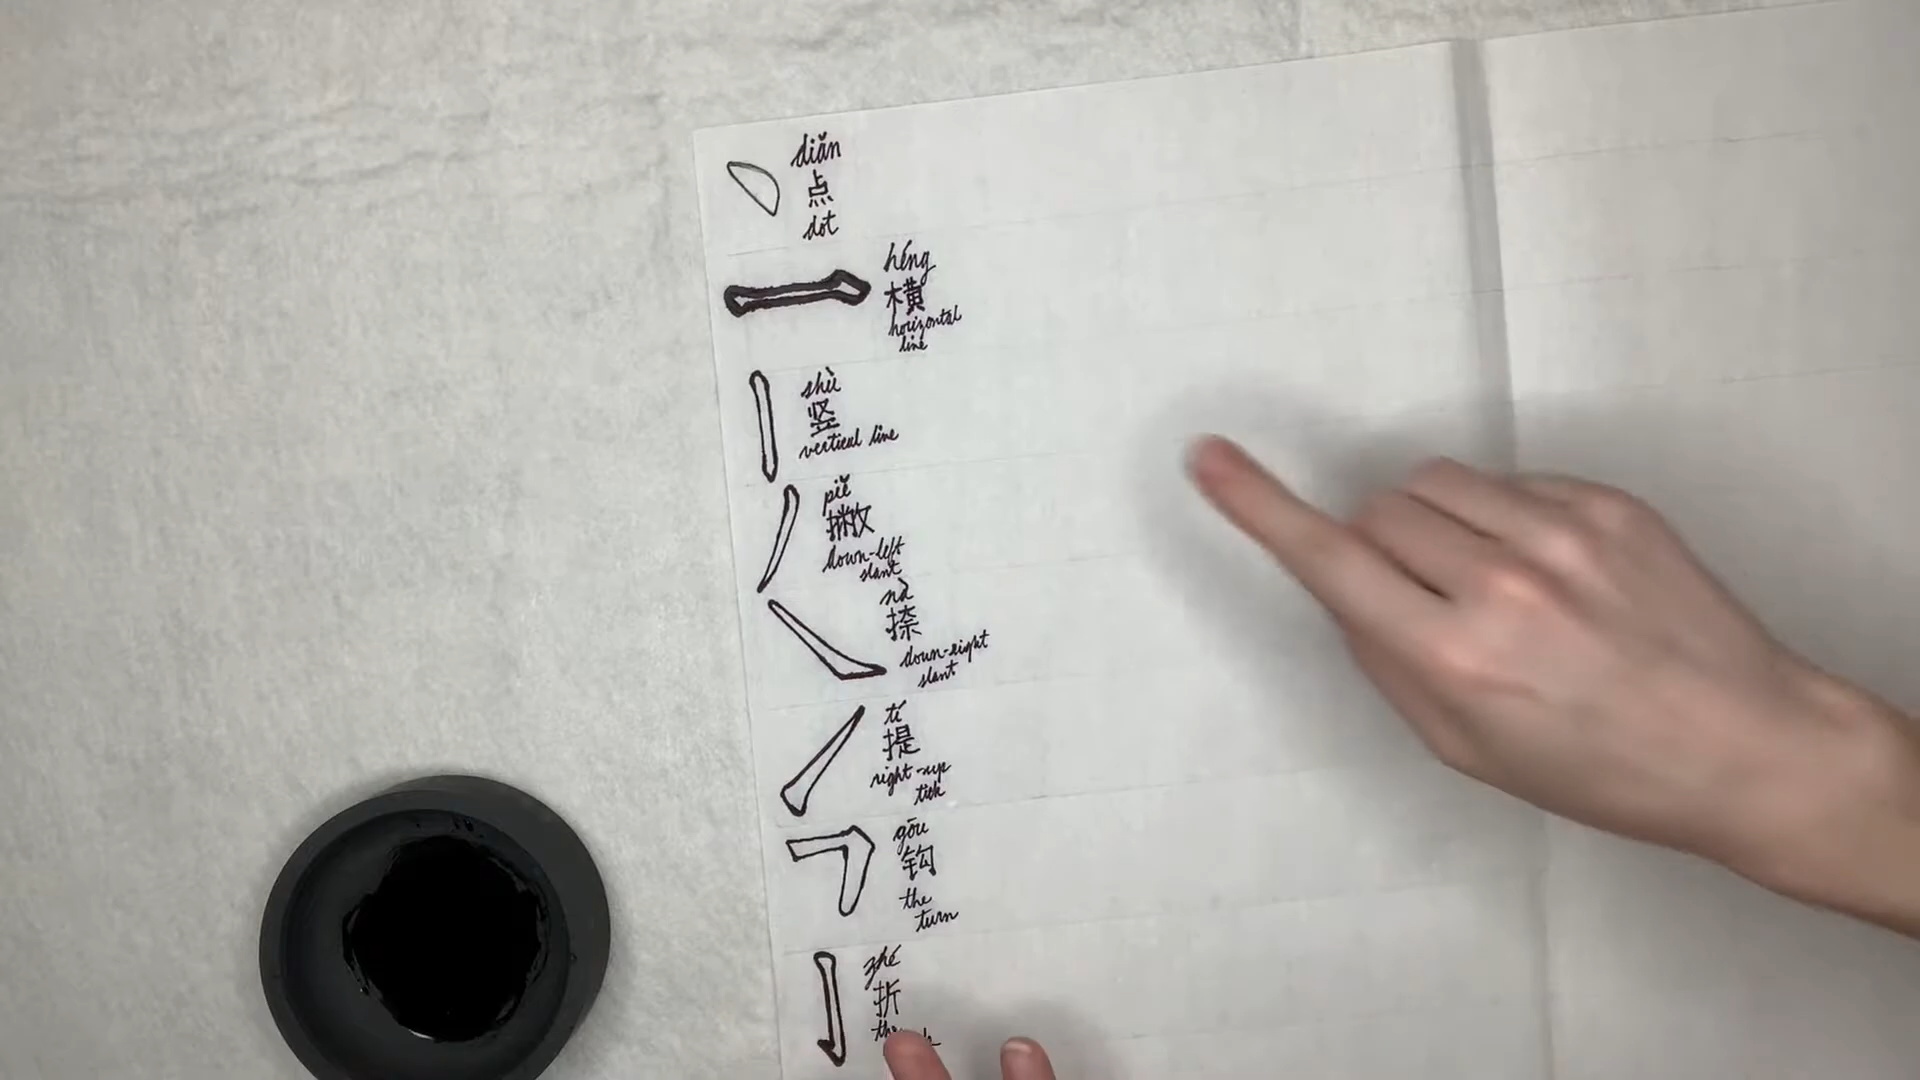 diǎn
点
dot
héng
横
horizontal
line
shù
竖
vertical line
piě
撇
down-left
slant
nà
捺
down-right
slant
tí
提
right-up
tick
gōu
钩
the
turn
zhé
折
the